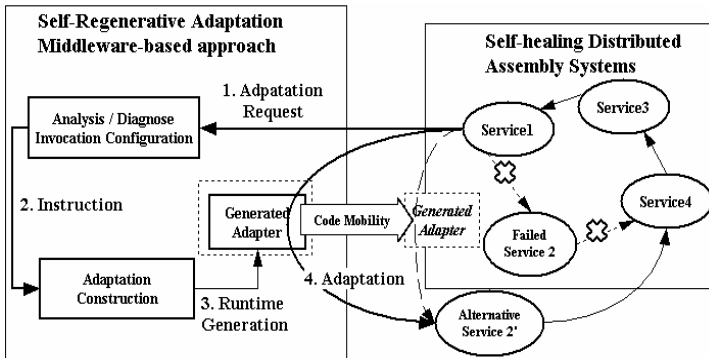 Self-Regenerative Adaptation
Middleware-based approach
Self-healing Distributed
Assembly Systems
1. Adpatation
Request
Analysis / Diagnose
Invocation Configuration
Service1
Service3
Service4
2. Instruction
Generated
Adapter
Code Mobility
Generated
Adapter
Failed
Service 2
Adaptation
Construction
3. Runtime
Generation
4. Adaptation
Alternative
Service 2'